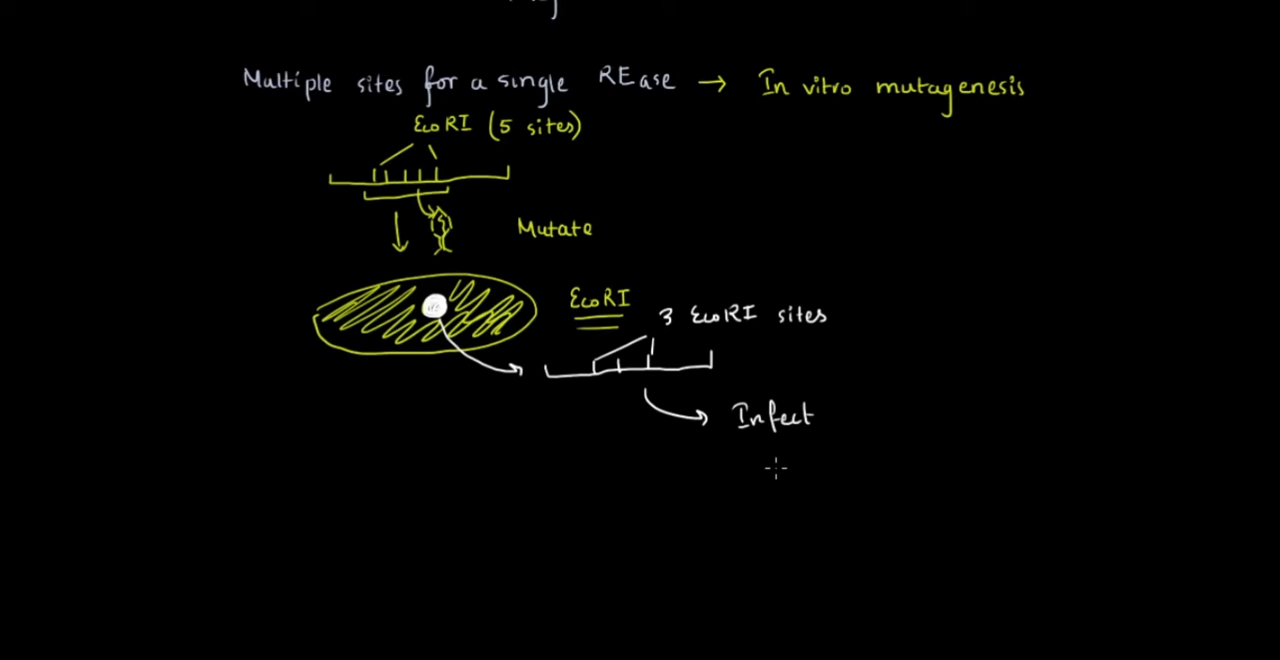 Multiple sites for a single REase → In vitro mutagenesis
EcoRI (5 sites)
Mutate
EcoRI
3 EcoRI sites
Infect